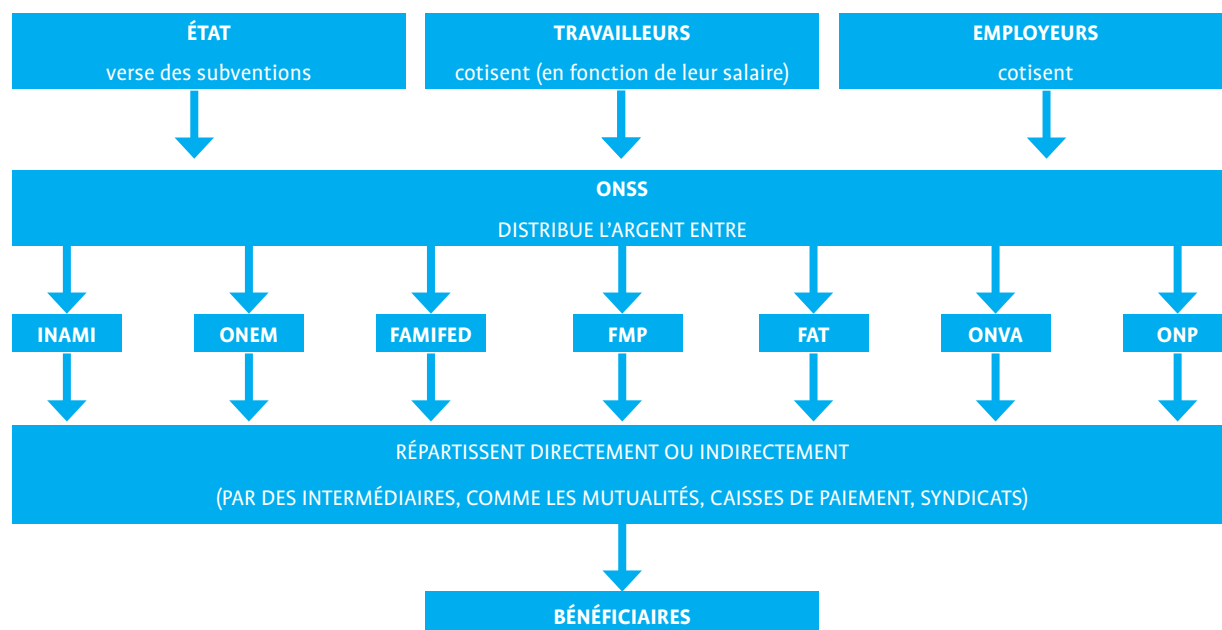 ÉTAT
verse des subventions
TRAVAILLEURS
cotisent (en fonction de leur salaire)
EMPLOYEURS
cotisent
ONSS
DISTRIBUE L’ARGENT ENTRE
INAMI
ONEM
FAMIFED
FMP
FAT
ONVA
ONP
RÉPARTISSENT DIRECTEMENT OU INDIRECTEMENT
(PAR DES INTERMÉDIAIRES, COMME LES MUTUALITÉS, CAISSES DE PAIEMENT, SYNDICATS)
BÉNÉFICIAIRES